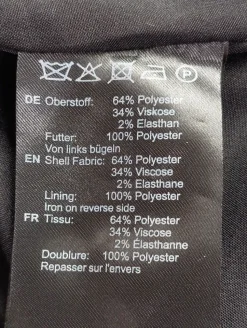 P
DE Oberstoff: 64% Polyester
34% Viskose
2% Elasthan
Futter: 100% Polyester
Von links bügeln
EN Shell Fabric: 64% Polyester
34% Viscose
2% Elasthane
Lining: 100% Polyester
Iron on reverse side
FR Tissu: 64% Polyester
34% Viscose
2% Élasthanne
Doublure: 100% Polyester
Repasser sur l'envers